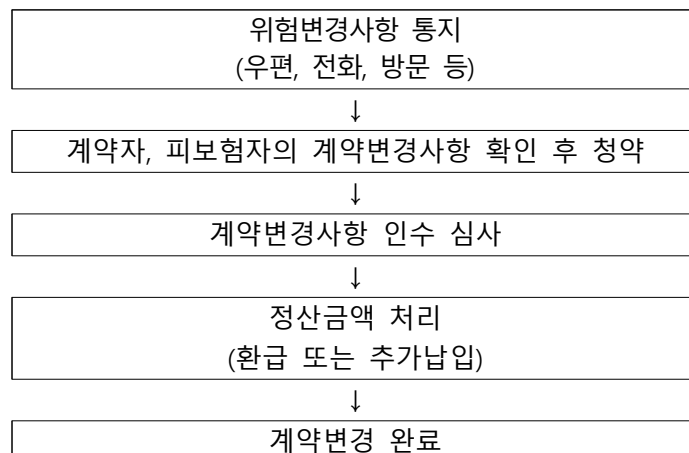 위험변경사항 통지
(우편, 전화, 방문 등)
↓
계약자, 피보험자의 계약변경사항 확인 후 청약
↓
계약변경사항 인수 심사
↓
정산금액 처리
(환급 또는 추가납입)
↓
계약변경 완료